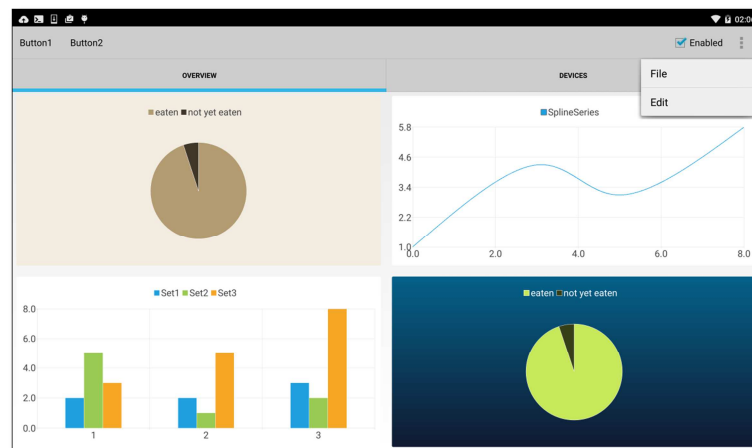 02:0
Button1 Button2 Enabled
OVERVIEW DEVICES
File
Edit
eaten not yet eaten
SplineSeries
5.8
4.6
3.4
2.2
1.0
0.0 2.0 4.0 6.0 8.0
Set1 Set2 Set3
8.0
6.0
4.0
2.0
0.0
1 2 3
eaten not yet eaten